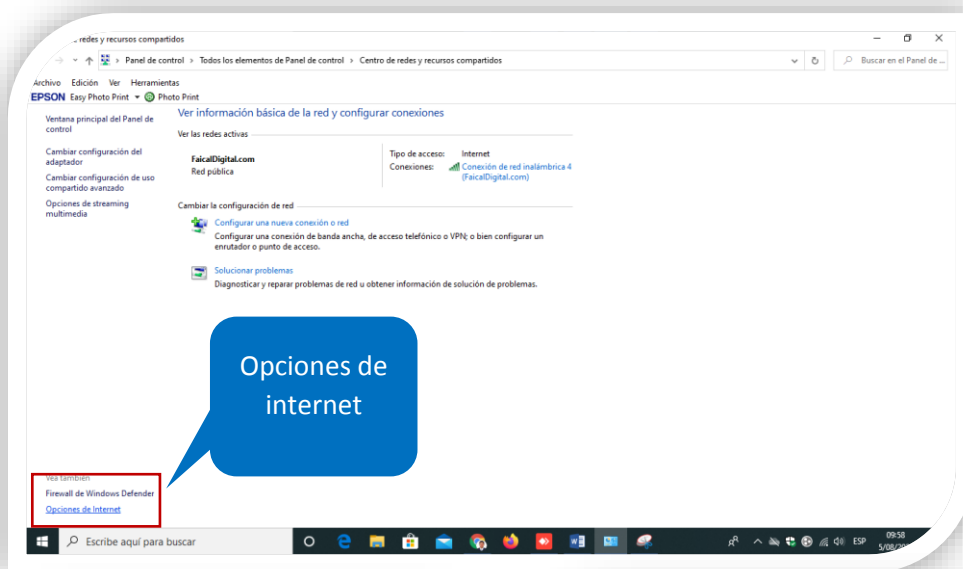 redes y recursos compartidos
Panel de control > Todos los elementos de Panel de control > Centro de redes y recursos compartidos
Buscar en el Panel de ...
Archivo Edición Ver Herramientas
EPSON Easy Photo Print Photo Print
Ventana principal del Panel de control
Cambiar configuración del adaptador
Cambiar configuración de uso compartido avanzado
Opciones de streaming multimedia
Ver información básica de la red y configurar conexiones
Ver las redes activas
FaicalDigital.com
Red pública
Tipo de acceso: Internet
Conexiones: Conexión de red inalámbrica 4
(FaicalDigital.com)
Cambiar la configuración de red
Configurar una nueva conexión o red
Configurar una conexión de banda ancha, de acceso telefónico o VPN; o bien configurar un
enrutador o punto de acceso.
Solucionar problemas
Diagnosticar y reparar problemas de red u obtener información de solución de problemas.
Opciones de
internet
Vea también
Firewall de Windows Defender
Opciones de Internet
Escribe aquí para buscar
ESP
09:58